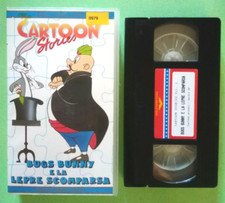 CARTOON
Stories
BUGS BUNNY
E LA
LEPRE SCOMPARSA
BUGS BUNNY E LA LEPRE SCOMPARSA